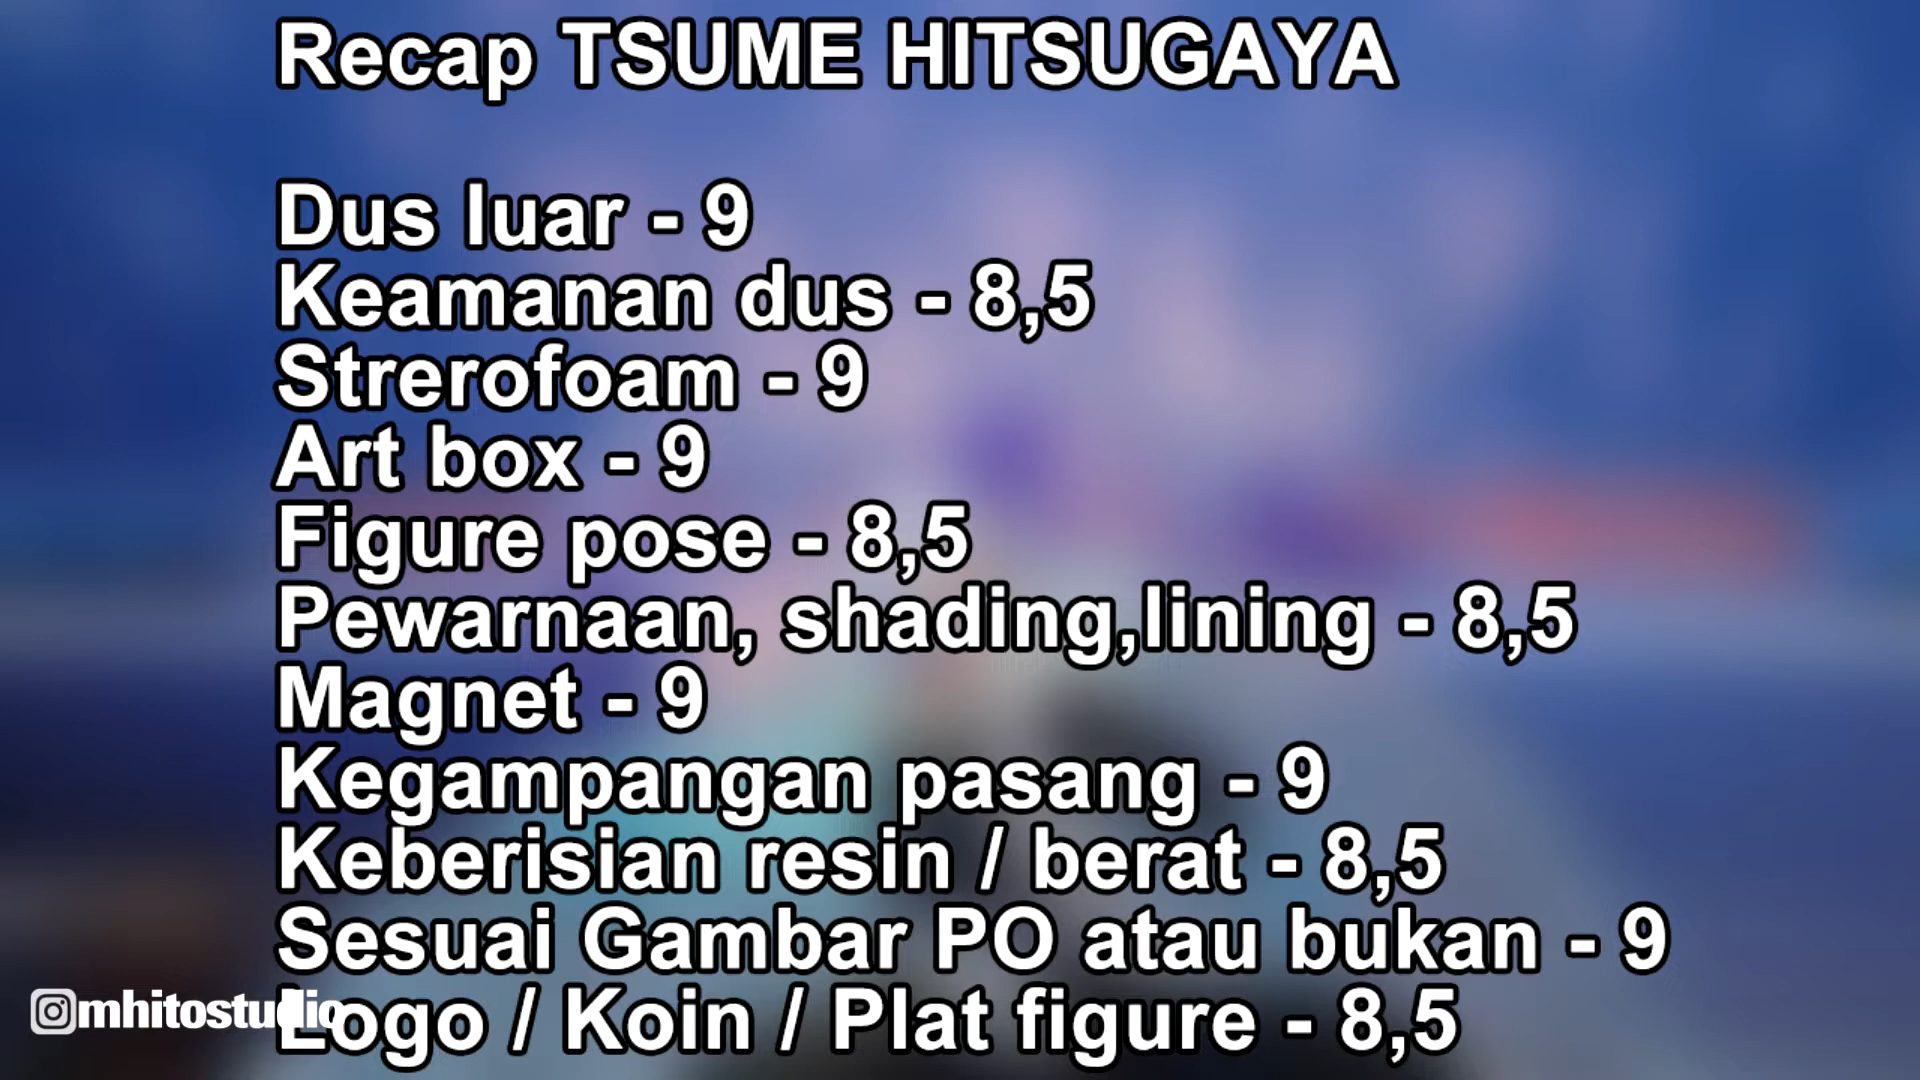 Recap TSUME HITSUGAYA
Dus luar - 9
Keamanan dus - 8,5
Strerofoam - 9
Art box - 9
Figure pose - 8,5
Pewarnaan, shading,lining - 8,5
Magnet - 9
Kegampangan pasang - 9
Keberisian resin / berat - 8,5
Sesuai Gambar PO atau bukan - 9
mhitostudio
Logo / Koin / Plat figure - 8,5